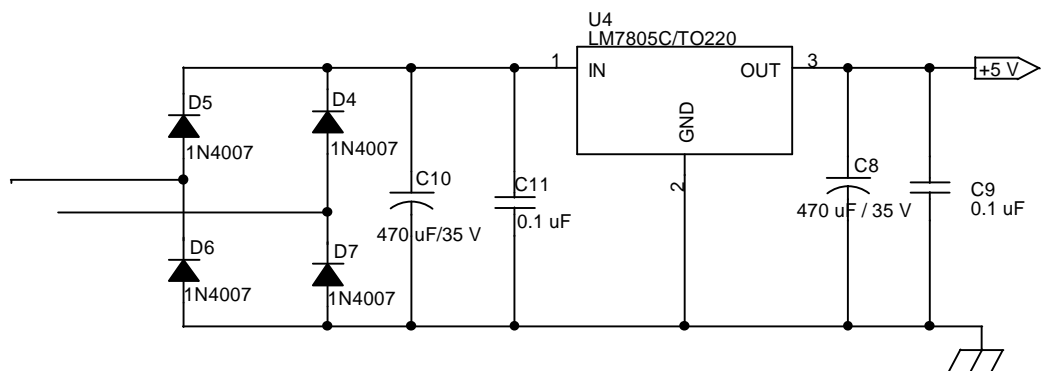 U4
LM7805C/TO220
1
IN
OUT
3
+5 V
GND
2
D5
1N4007
D4
1N4007
C10
470 uF/35 V
C11
0.1 uF
C8
470 uF / 35 V
C9
0.1 uF
D6
1N4007
D7
1N4007